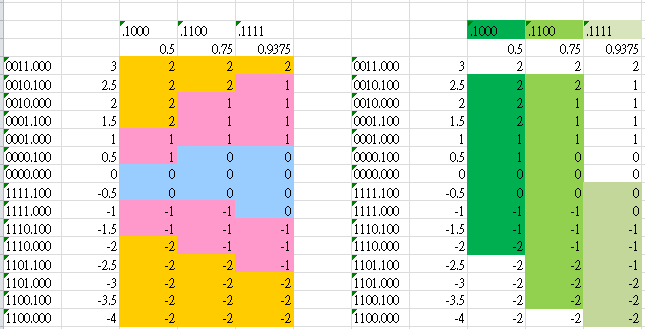 .1000 .1100 .1111 .1000 .1100 .1111
0.5 0.75 0.9375 0.5 0.75 0.9375
0011.000 3 2 2 2 0011.000 3 2 2 2
0010.100 2.5 2 2 1 0010.100 2.5 2 2 1
0010.000 2 2 1 1 0010.000 2 2 1 1
0001.100 1.5 2 1 1 0001.100 1.5 2 1 1
0001.000 1 1 1 1 0001.000 1 1 1 1
0000.100 0.5 1 0 0 0000.100 0.5 1 0 0
0000.000 0 0 0 0 0000.000 0 0 0 0
1111.100 -0.5 0 0 0 1111.100 -0.5 0 0 0
1111.000 -1 -1 -1 0 1111.000 -1 -1 -1 0
1110.100 -1.5 -1 -1 -1 1110.100 -1.5 -1 -1 -1
1110.000 -2 -2 -1 -1 1110.000 -2 -2 -1 -1
1101.100 -2.5 -2 -2 -1 1101.100 -2.5 -2 -2 -1
1101.000 -3 -2 -2 -2 1101.000 -3 -2 -2 -2
1100.100 -3.5 -2 -2 -2 1100.100 -3.5 -2 -2 -2
1100.000 -4 -2 -2 -2 1100.000 -4 -2 -2 -2